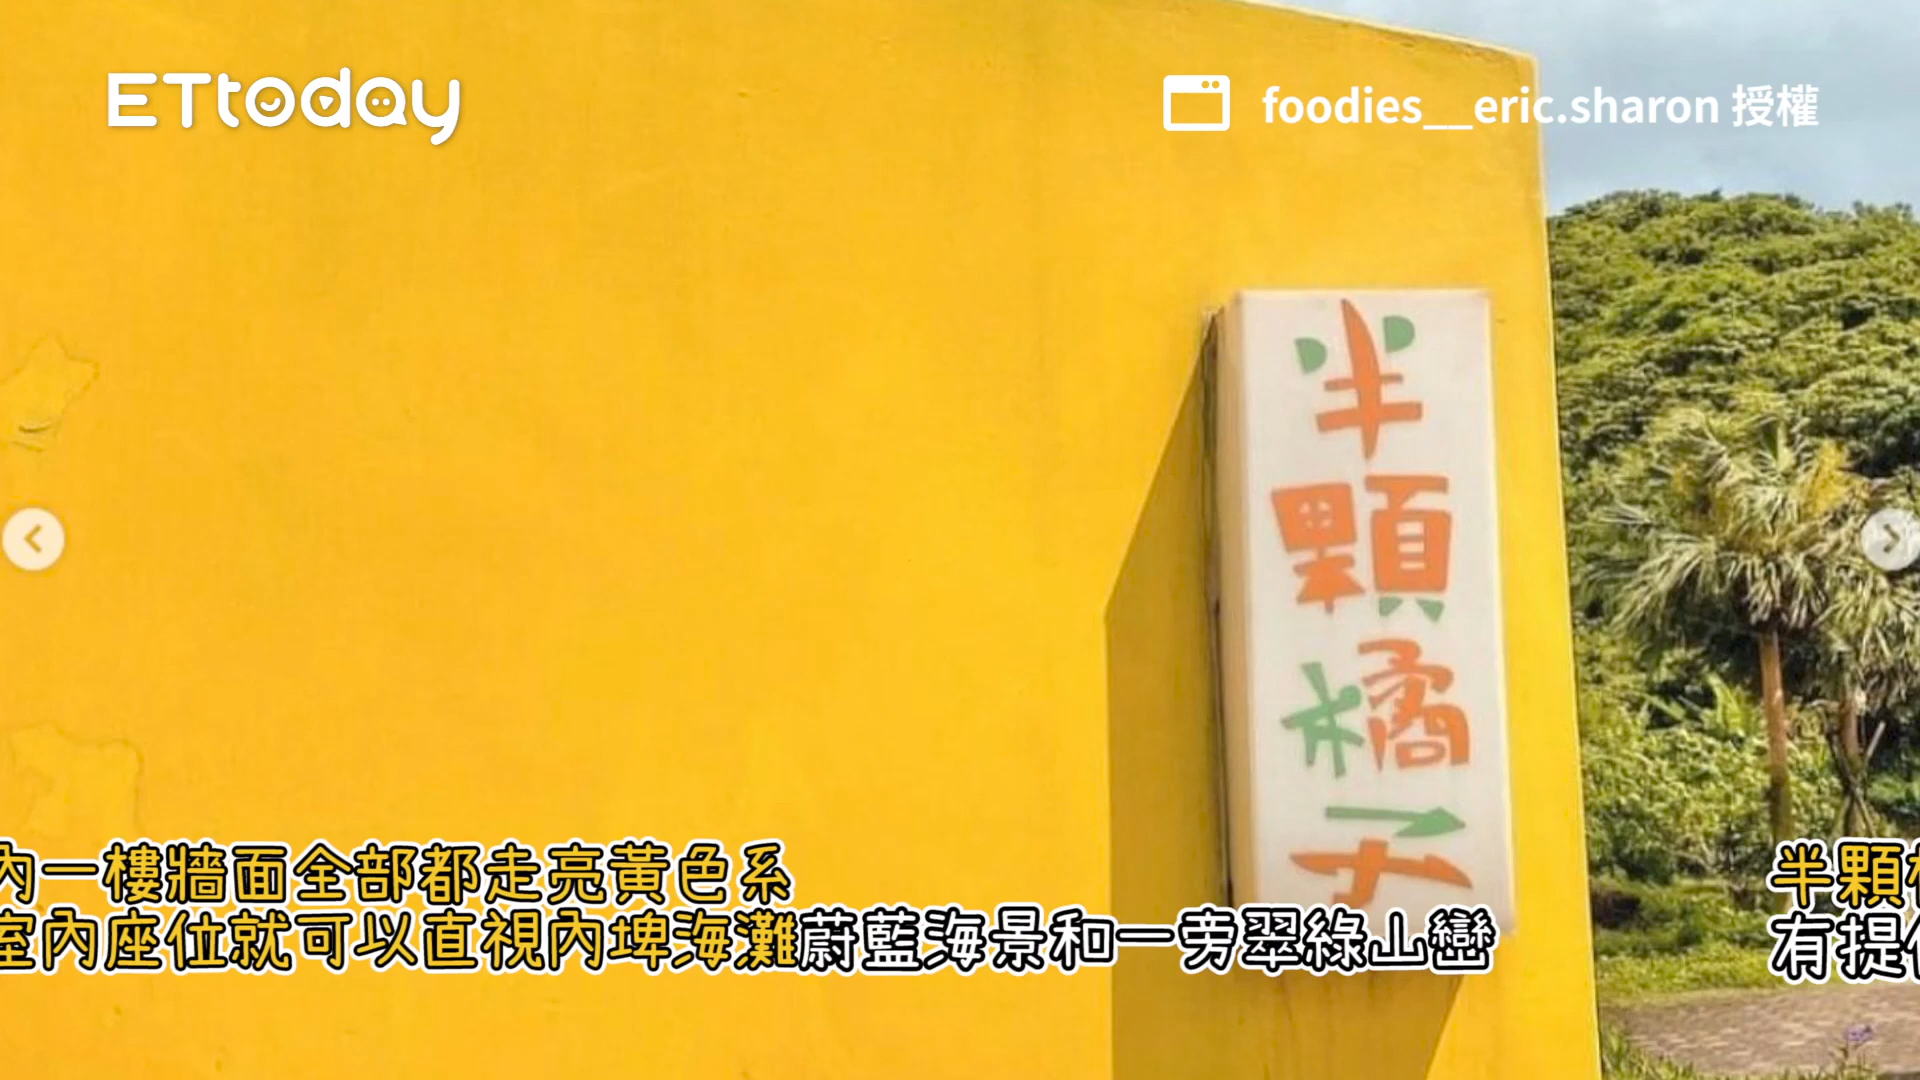 ETtoday
foodies__eric.sharon 授權
半顆橘子
內一樓牆面全部都走亮黃色系
室內座位就可以直視內埤海灘蔚藍海景和一旁翠綠山巒
半顆
有提